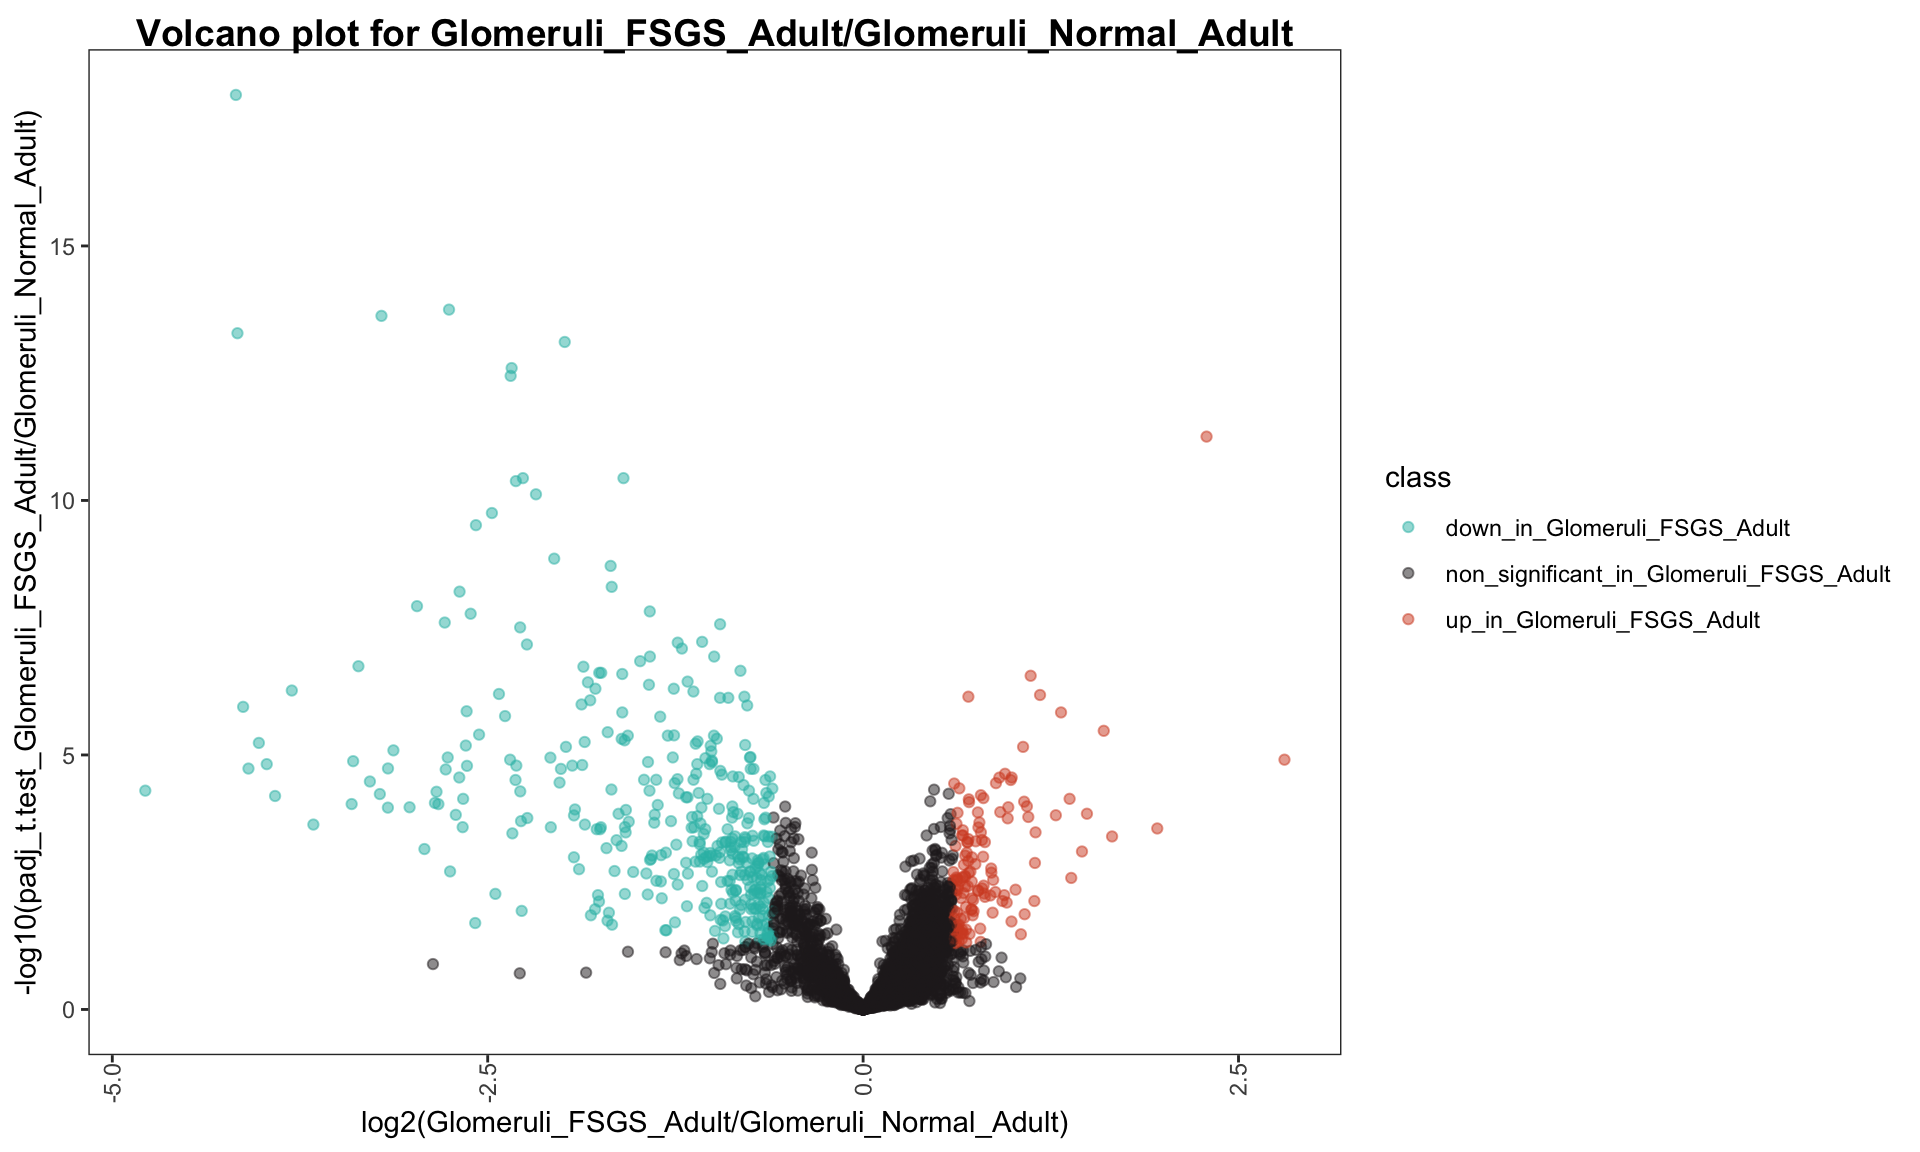 Volcano plot for Glomeruli_FSGS_Adult/Glomeruli_Normal_Adult
-log10(padj_t.test_Glomeruli_FSGS_Adult/Glomeruli_Normal_Adult)
15
10
5
0
-5.0
-2.5
0.0
2.5
log2(Glomeruli_FSGS_Adult/Glomeruli_Normal_Adult)
class
down_in_Glomeruli_FSGS_Adult
non_significant_in_Glomeruli_FSGS_Adult
up_in_Glomeruli_FSGS_Adult